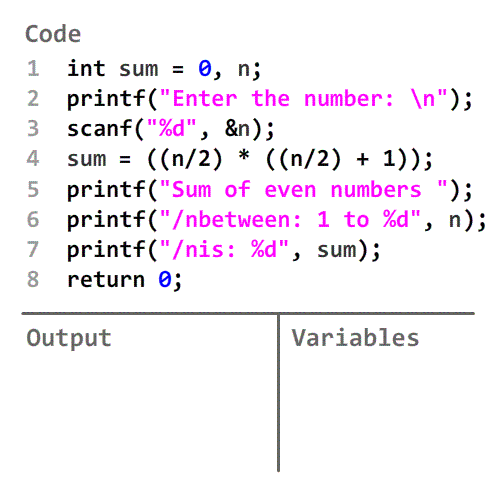 Code
1 int sum = 0, n;
2 printf("Enter the number: \n");
3 scanf("%d", &n);
4 sum = ((n/2) * ((n/2) + 1));
5 printf("Sum of even numbers ");
6 printf("/nbetween: 1 to %d", n);
7 printf("/nis: %d", sum);
8 return 0;
Output Variables